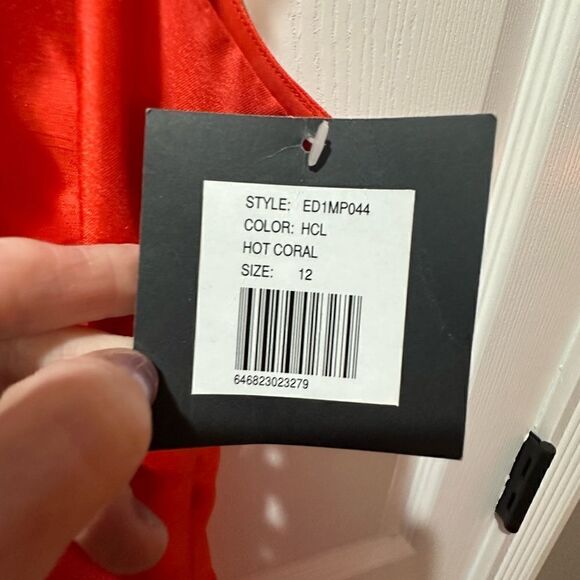 STYLE: ED1MP044
COLOR: HCL
HOT CORAL
SIZE: 12
646823023279